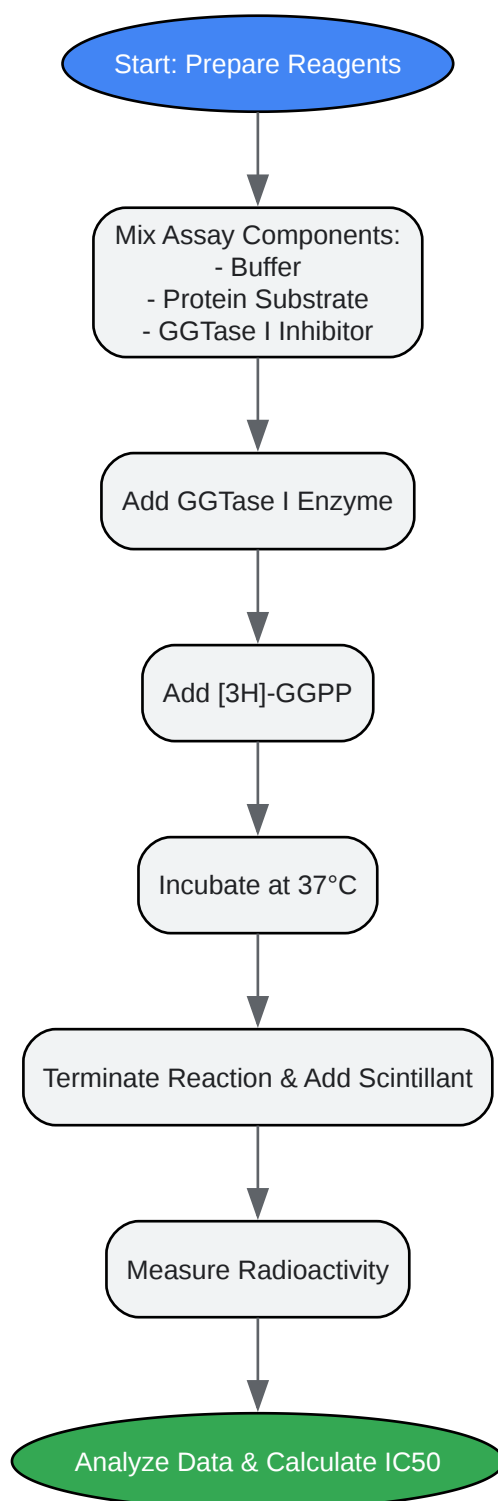 Start: Prepare Reagents
Mix Assay Components:
- Buffer
- Protein Substrate
- GGTase I Inhibitor
Add GGTase I Enzyme
Add [3H]-GGPP
Incubate at 37°C
Terminate Reaction & Add Scintillant
Measure Radioactivity
Analyze Data & Calculate IC50